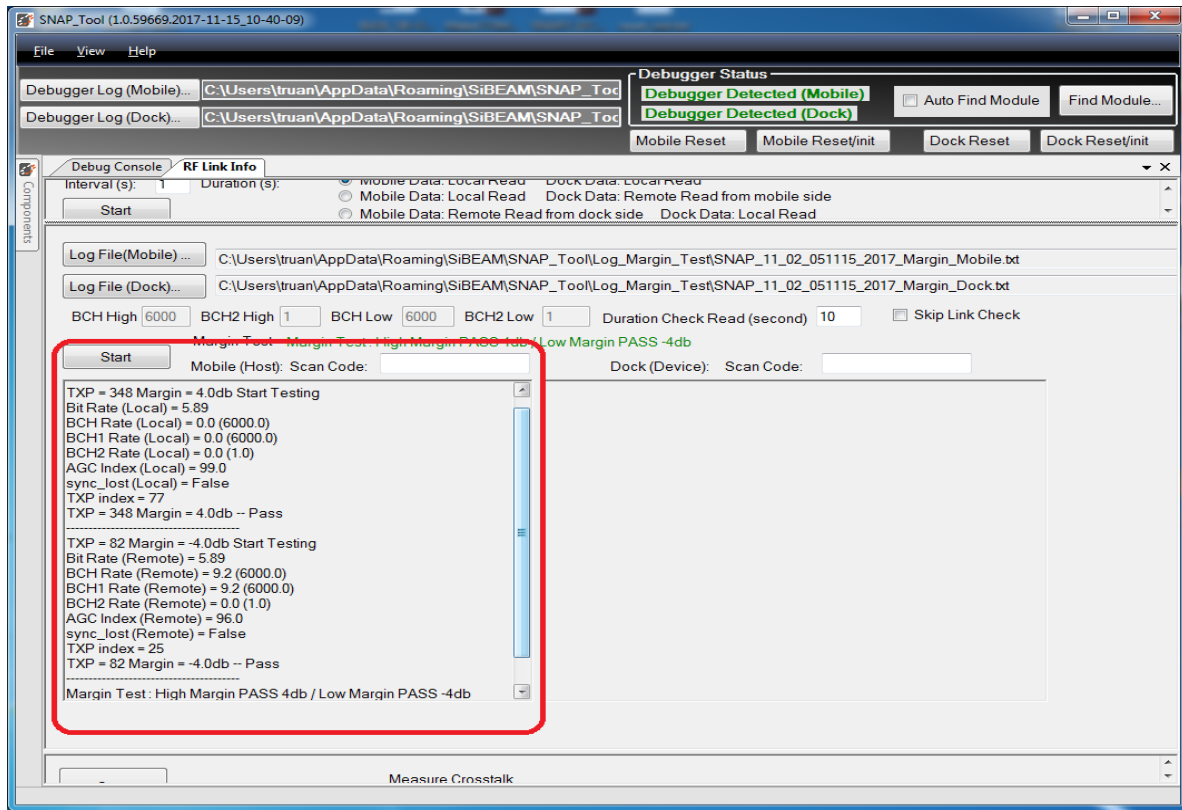 SNAP_Tool (1.0.59669.2017-11-15_10-40-09)
File View Help
Debugger Log (Mobile)... C:\Users\truan\AppData\Roaming\SiBEAM\SNAP_Toc
Debugger Log (Dock)... C:\Users\truan\AppData\Roaming\SiBEAM\SNAP_Toc
Debugger Status
Debugger Detected (Mobile)
Debugger Detected (Dock)
Auto Find Module Find Module...
Mobile Reset Mobile Reset/init Dock Reset Dock Reset/init
Components
Debug Console RF Link Info
Interval (s): 1 Duration (s): Mobile Data: Local Read Dock Data: Local Read
Mobile Data: Local Read Dock Data: Remote Read from mobile side
Start Mobile Data: Remote Read from dock side Dock Data: Local Read
Log File(Mobile) ... C:\Users\truan\AppData\Roaming\SiBEAM\SNAP_Tool\Log_Margin_Test\SNAP_11_02_051115_2017_Margin_Mobile.txt
Log File (Dock)... C:\Users\truan\AppData\Roaming\SiBEAM\SNAP_Tool\Log_Margin_Test\SNAP_11_02_051115_2017_Margin_Dock.txt
BCH High 6000 BCH2 High 1 BCH Low 6000 BCH2 Low 1 Duration Check Read (second) 10 Skip Link Check
Margin Test Margin Test : High Margin PASS 4db / Low Margin PASS -4db
Start Mobile (Host): Scan Code: Dock (Device): Scan Code:
TXP = 348 Margin = 4.0db Start Testing
Bit Rate (Local) = 5.89
BCH Rate (Local) = 0.0 (6000.0)
BCH1 Rate (Local) = 0.0 (6000.0)
BCH2 Rate (Local) = 0.0 (1.0)
AGC Index (Local) = 99.0
sync_lost (Local) = False
TXP index = 77
TXP = 348 Margin = 4.0db -- Pass
---------------------------------------
TXP = 82 Margin = -4.0db Start Testing
Bit Rate (Remote) = 5.89
BCH Rate (Remote) = 9.2 (6000.0)
BCH1 Rate (Remote) = 9.2 (6000.0)
BCH2 Rate (Remote) = 0.0 (1.0)
AGC Index (Remote) = 96.0
sync_lost (Remote) = False
TXP index = 25
TXP = 82 Margin = -4.0db -- Pass
---------------------------------------
Margin Test : High Margin PASS 4db / Low Margin PASS -4db
Measure Crosstalk